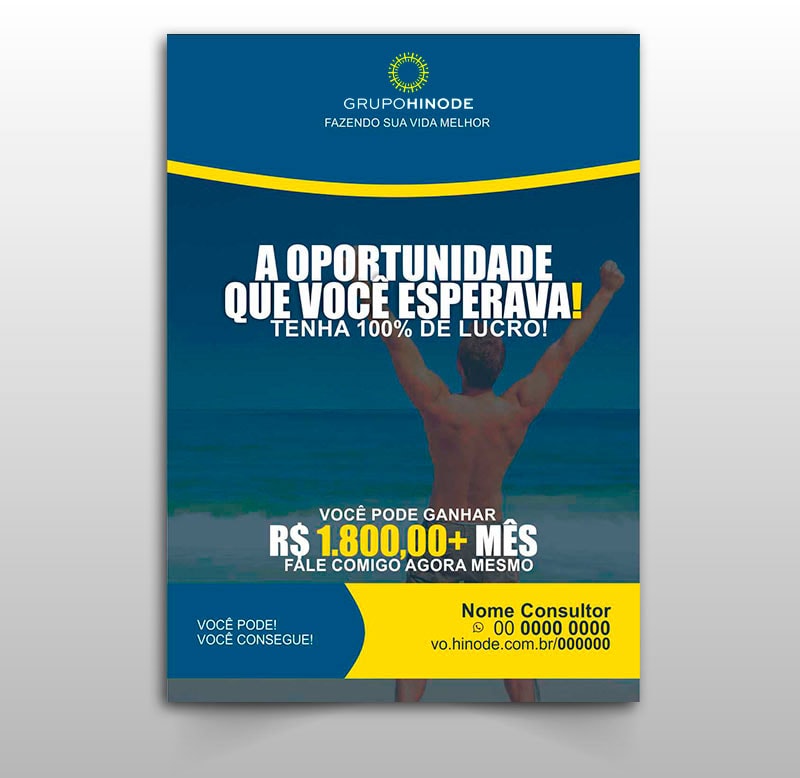 GRUPOHINODE
FAZENDO SUA VIDA MELHOR
A OPORTUNIDADE
QUE VOCÊ ESPERAVA!
TENHA 100% DE LUCRO!
VOCÊ PODE GANHAR
R$ 1.800,00+ MÊS
FALE COMIGO AGORA MESMO
VOCÊ PODE!
VOCÊ CONSEGUE!
Nome Consultor
00 0000 0000
vo.hinode.com.br/000000